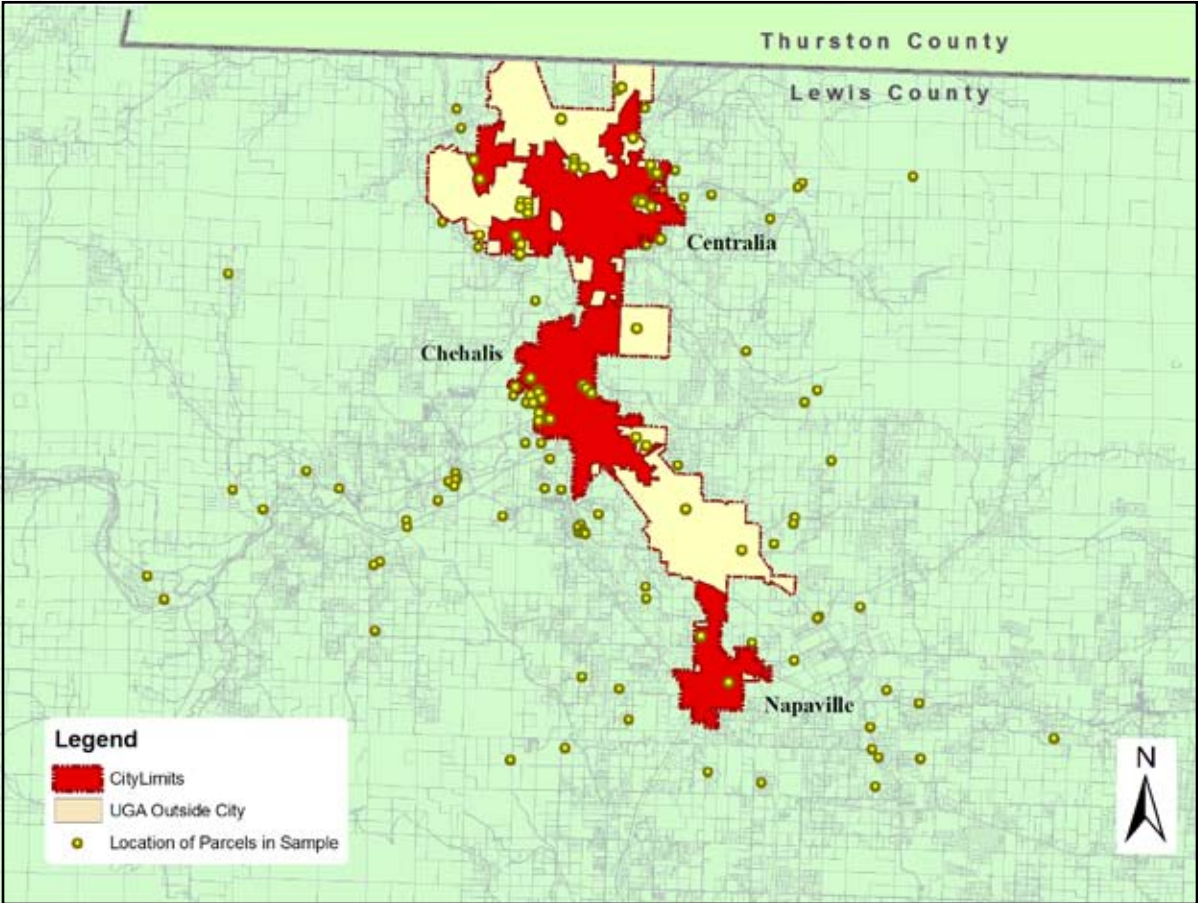 Thurston County
Lewis County
Centralia
Chehalis
Napaville
Legend
CityLimits
UGA Outside City
Location of Parcels in Sample
N